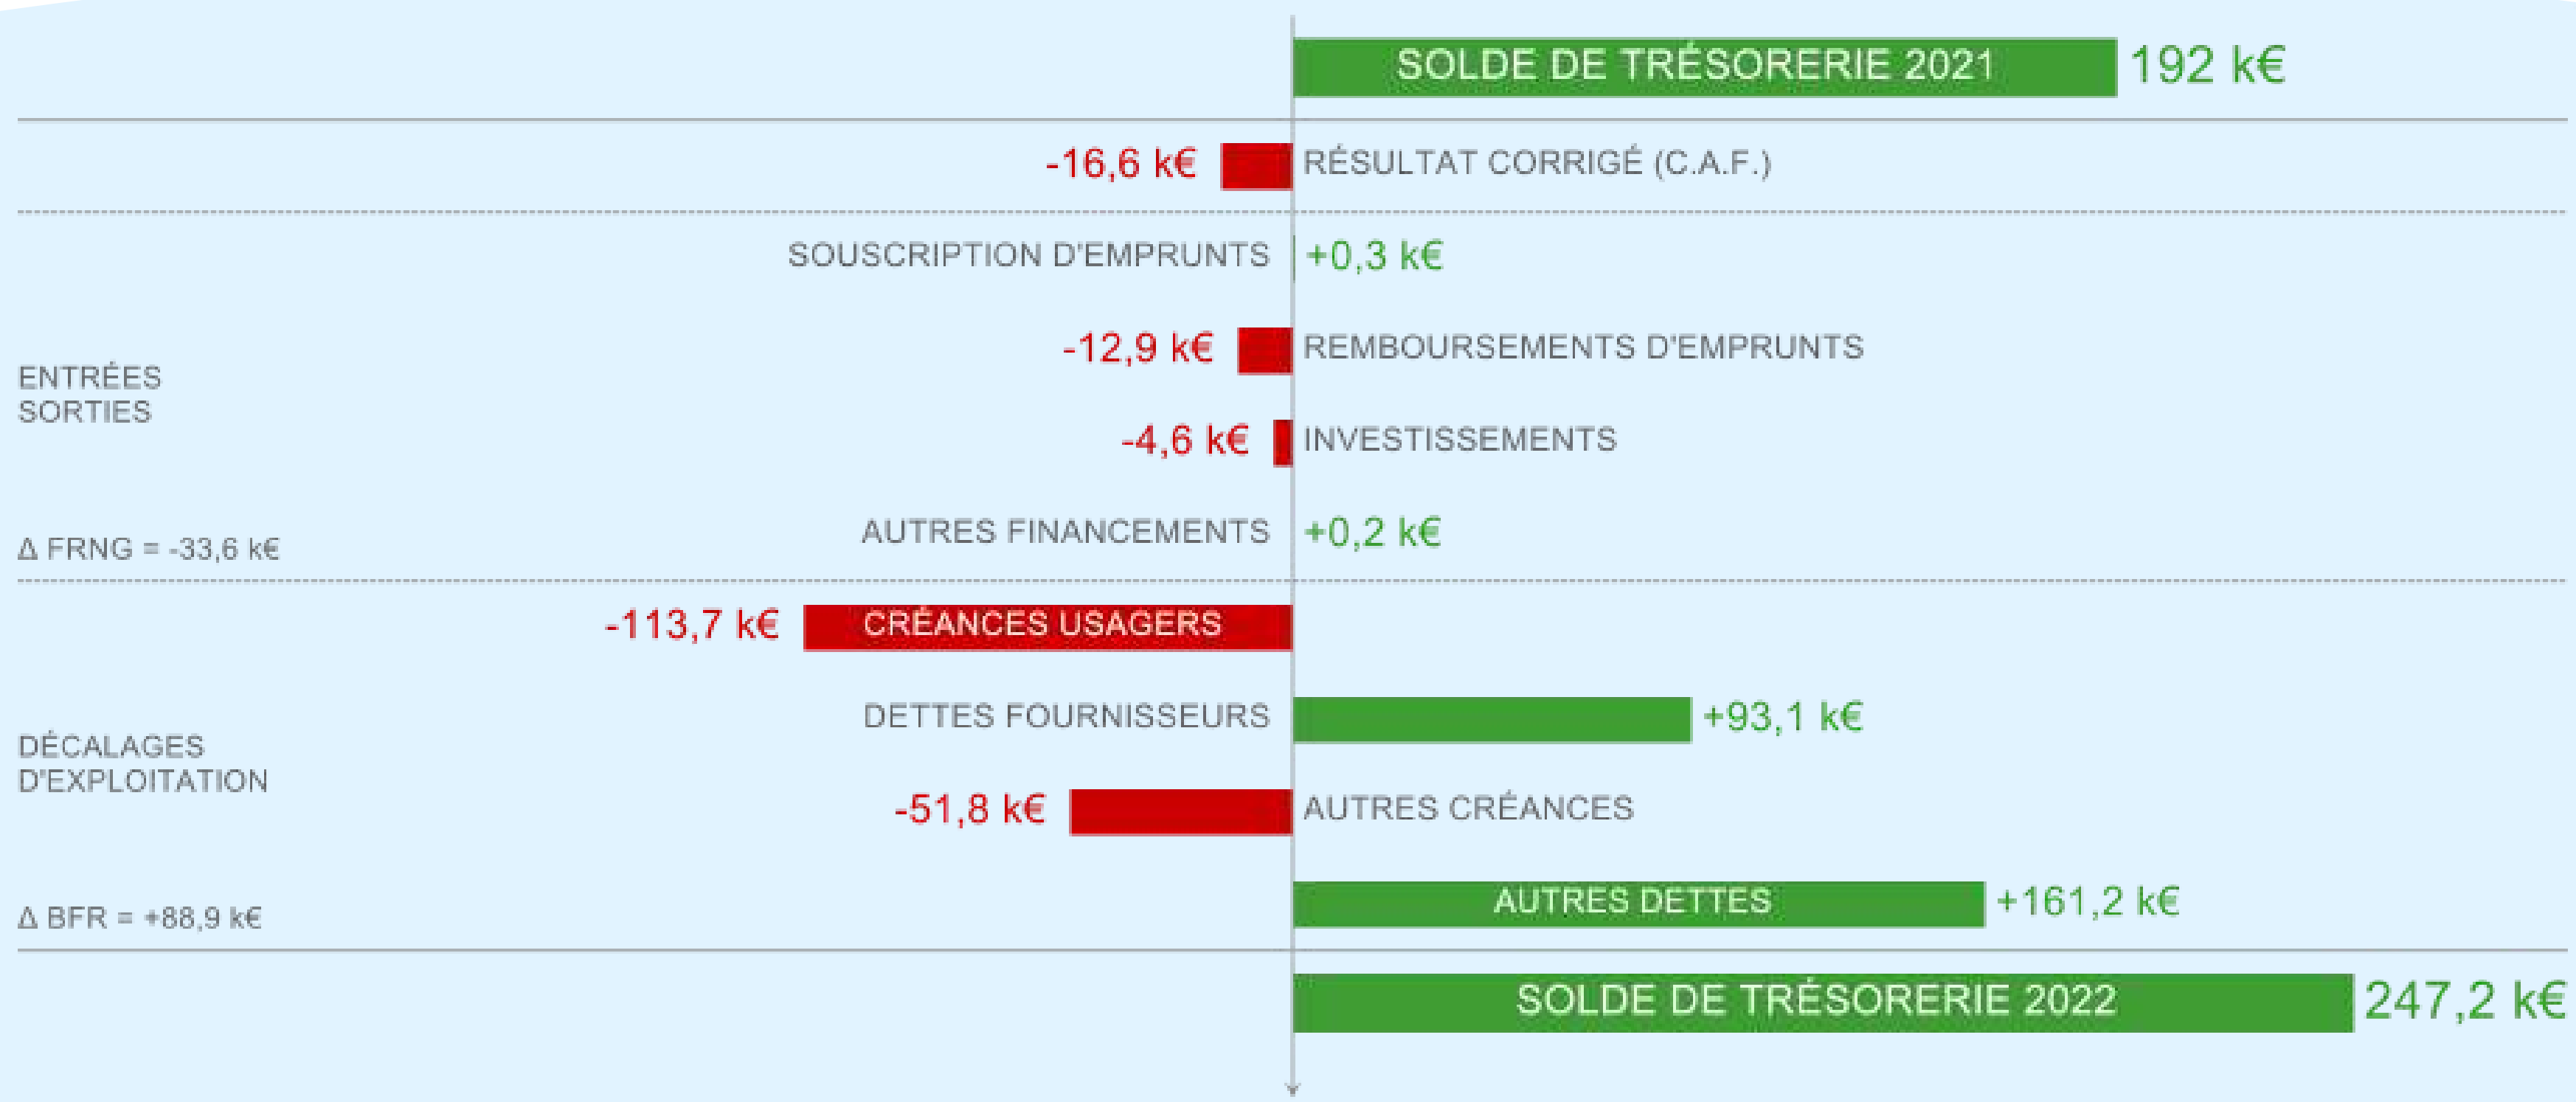 SOLDE DE TRÉSORERIE 2021 192 k€
-16,6 k€ RÉSULTAT CORRIGÉ (C.A.F.)
SOUSCRIPTION D'EMPRUNTS +0,3 k€
-12,9 k€ REMBOURSEMENTS D'EMPRUNTS
ENTRÉES
SORTIES
-4,6 k€ INVESTISSEMENTS
AUTRES FINANCEMENTS +0,2 k€
Δ FRNG = -33,6 k€
-113,7 k€ CRÉANCES USAGERS
DETTES FOURNISSEURS +93,1 k€
DÉCALAGES
D'EXPLOITATION
-51,8 k€ AUTRES CRÉANCES
AUTRES DETTES +161,2 k€
Δ BFR = +88,9 k€
SOLDE DE TRÉSORERIE 2022 247,2 k€